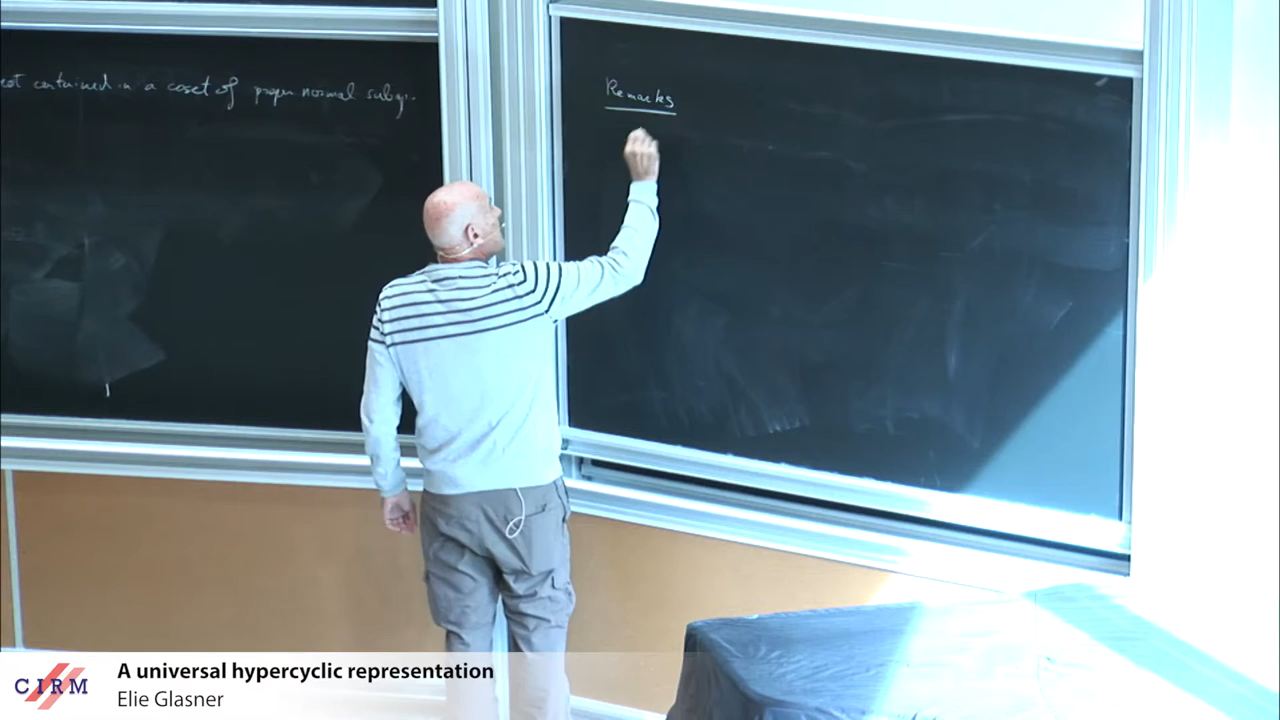 not contained in a coset of proper normal subgr.
Remarks
CIRM
A universal hypercyclic representation
Elie Glasner